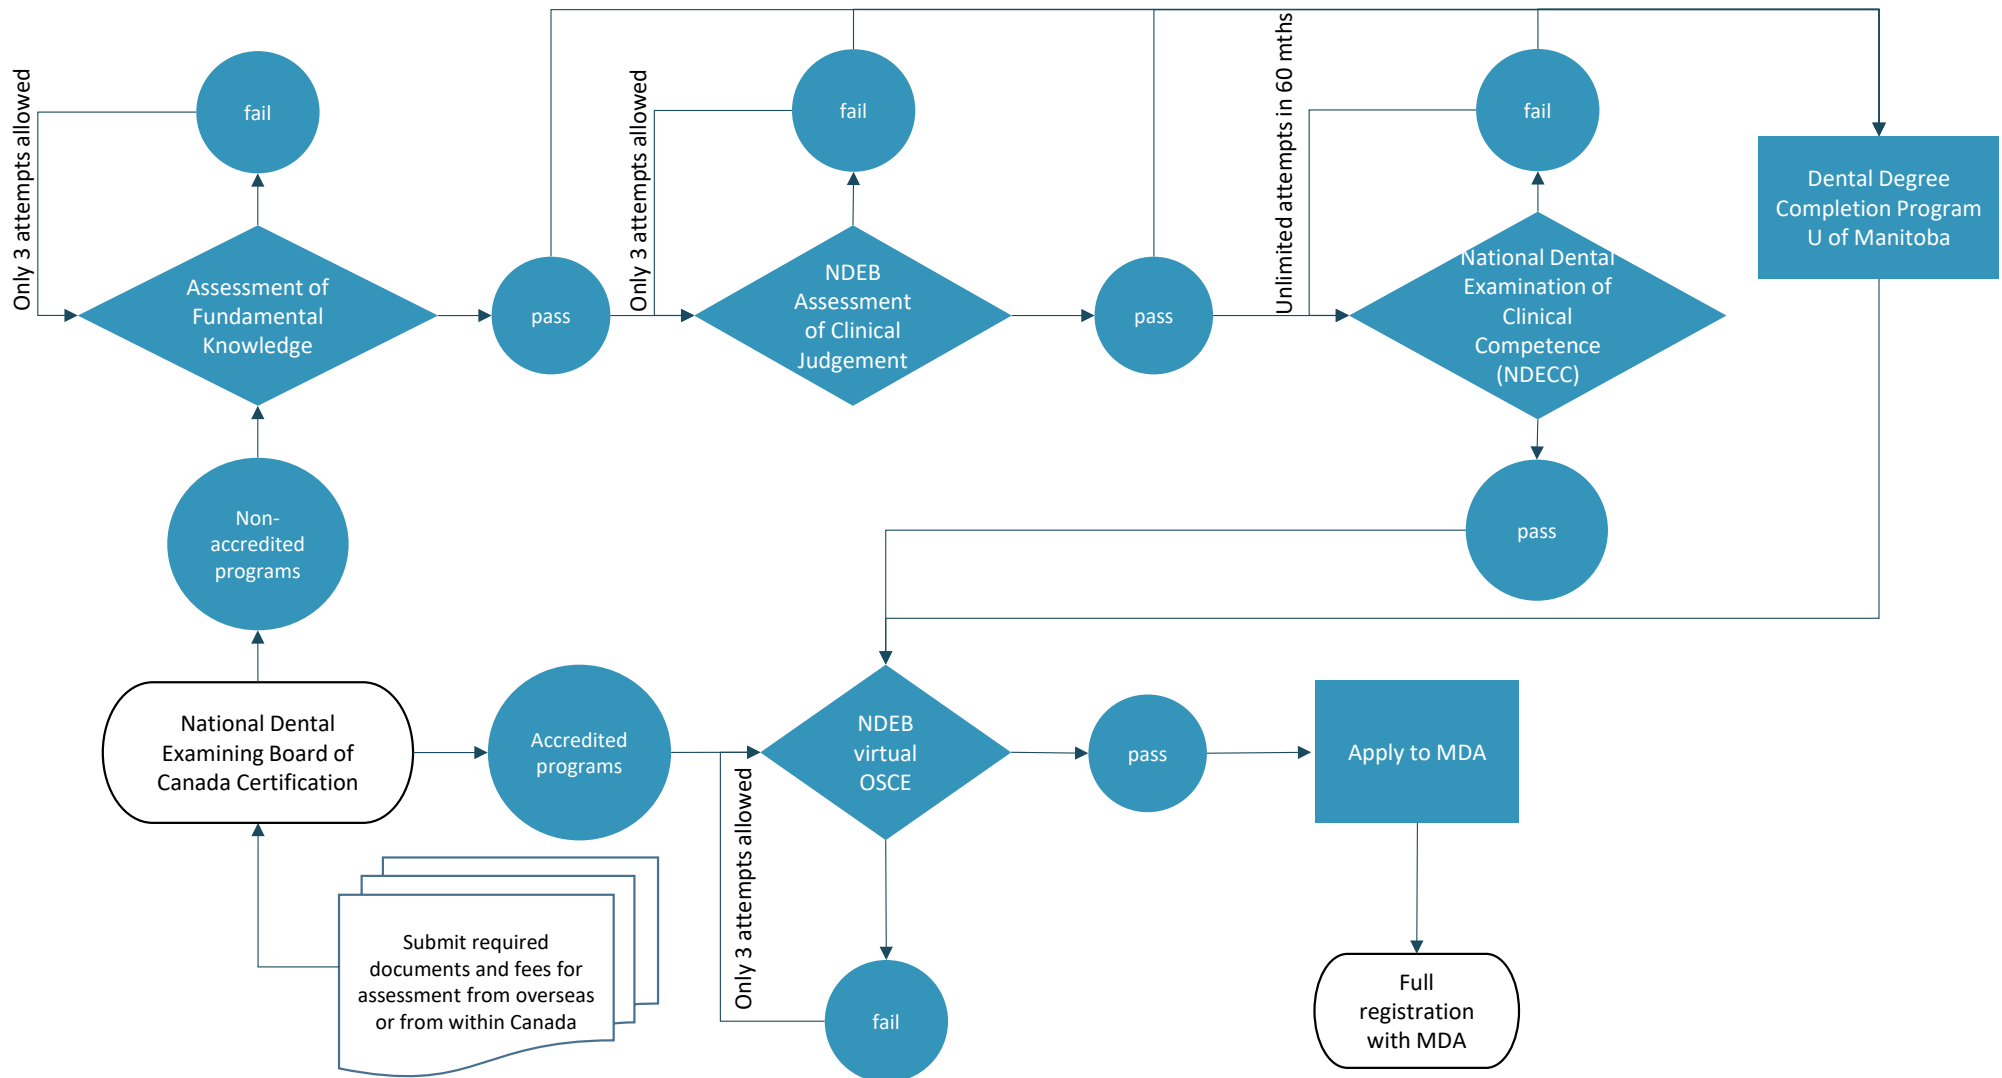 Only 3 attempts allowed
fail
Only 3 attempts allowed
fail
Unlimited attempts in 60 mths
fail
Dental Degree
Completion Program
U of Manitoba
Assessment of
Fundamental
Knowledge
pass
NDEB
Assessment
of Clinical
Judgement
pass
National Dental
Examination of
Clinical
Competence
(NDECC)
Non-
accredited
programs
pass
National Dental
Examining Board of
Canada Certification
Accredited
programs
NDEB
virtual
OSCE
pass
Apply to MDA
Only 3 attempts allowed
Submit required
documents and fees for
assessment from overseas
or from within Canada
fail
Full
registration
with MDA